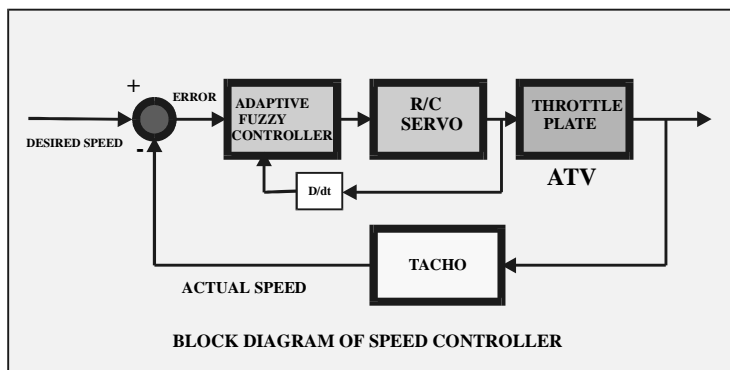 +
ERROR
ADAPTIVE
FUZZY
CONTROLLER
R/C
SERVO
THROTTLE
PLATE
DESIRED SPEED
-
D/dt
ATV
TACHO
ACTUAL SPEED
BLOCK DIAGRAM OF SPEED CONTROLLER